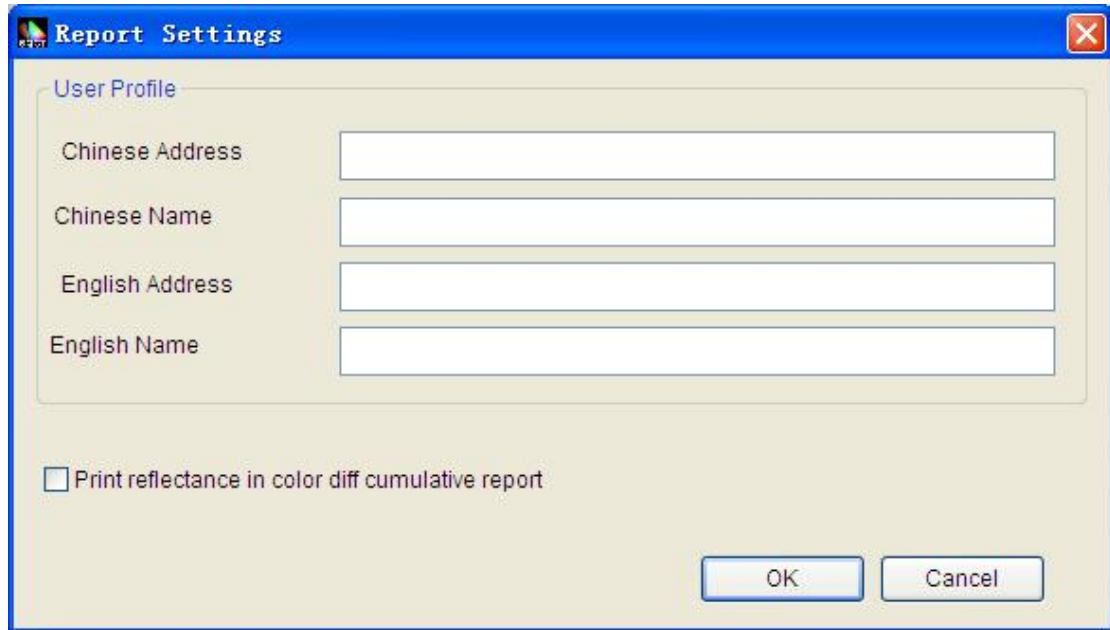 Report Settings
User Profile
Chinese Address
Chinese Name
English Address
English Name
Print reflectance in color diff cumulative report
OK
Cancel